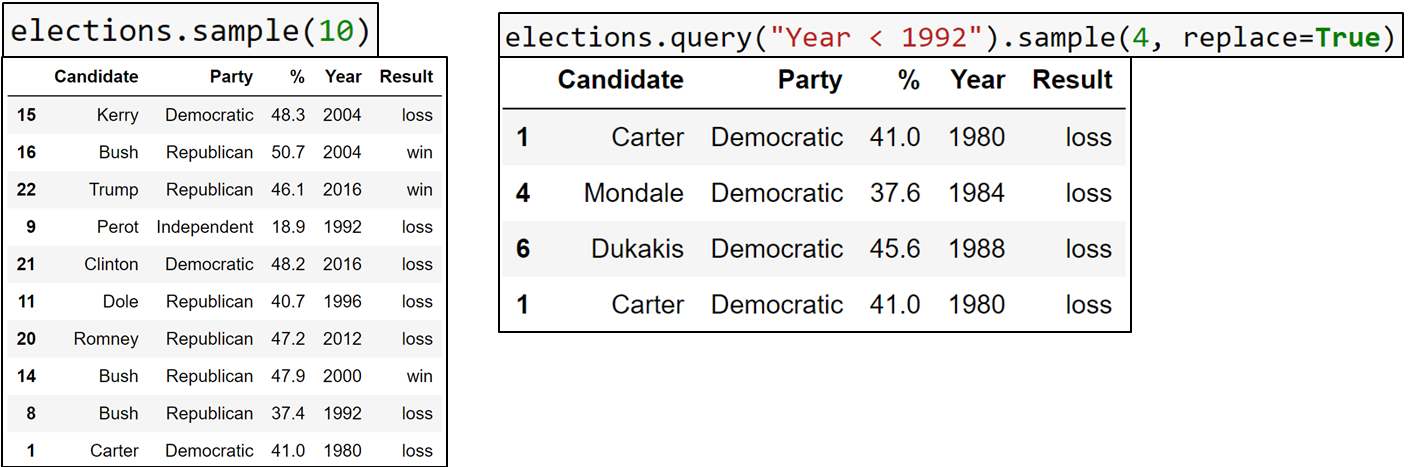 elections.sample(10)
Candidate Party % Year Result
15 Kerry Democratic 48.3 2004 loss
16 Bush Republican 50.7 2004 win
22 Trump Republican 46.1 2016 win
9 Perot Independent 18.9 1992 loss
21 Clinton Democratic 48.2 2016 loss
11 Dole Republican 40.7 1996 loss
20 Romney Republican 47.2 2012 loss
14 Bush Republican 47.9 2000 win
8 Bush Republican 37.4 1992 loss
1 Carter Democratic 41.0 1980 loss
elections.query("Year < 1992").sample(4, replace=True)
Candidate Party % Year Result
1 Carter Democratic 41.0 1980 loss
4 Mondale Democratic 37.6 1984 loss
6 Dukakis Democratic 45.6 1988 loss
1 Carter Democratic 41.0 1980 loss